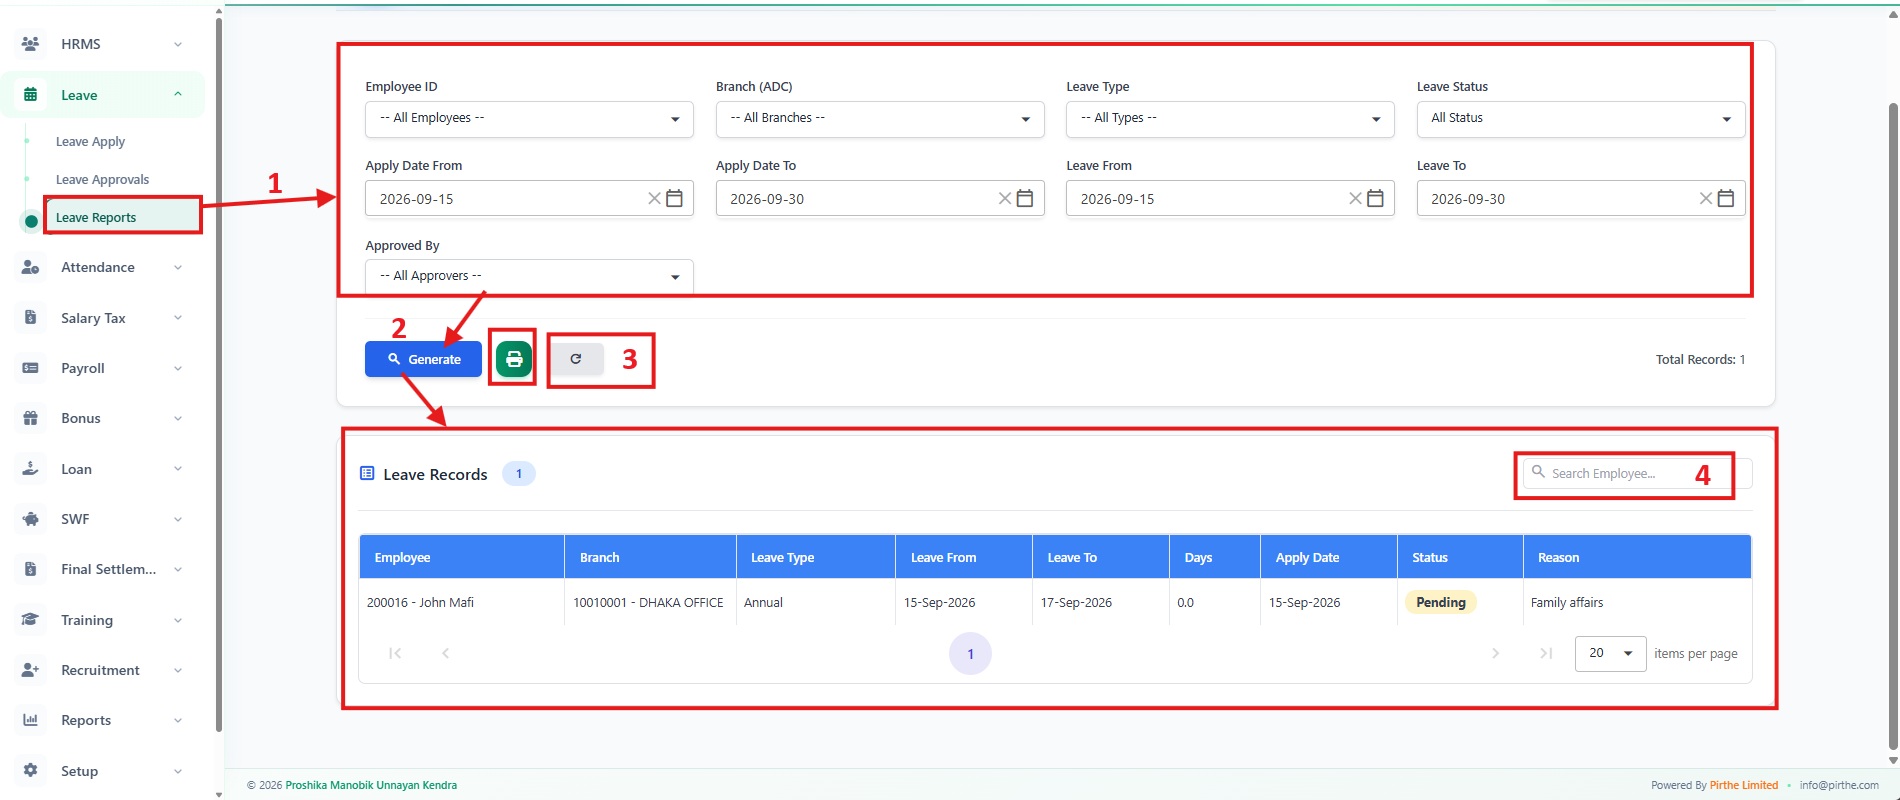 HRMS
Leave
Leave Apply
Leave Approvals
Leave Reports
Attendance
Salary Tax
Payroll
Bonus
Loan
SWF
Final Settlem...
Training
Recruitment
Reports
Setup
1
Employee ID Branch (ADC) Leave Type Leave Status
-- All Employees -- -- All Branches -- -- All Types -- All Status
Apply Date From Apply Date To Leave From Leave To
2026-09-15 2026-09-30 2026-09-15 2026-09-30
Approved By
-- All Approvers --
2
Generate 3 Total Records: 1
Leave Records 1 Search Employee... 4
Employee Branch Leave Type Leave From Leave To Days Apply Date Status Reason
200016 - John Mafi 10010001 - DHAKA OFFICE Annual 15-Sep-2026 17-Sep-2026 0.0 15-Sep-2026 Pending Family affairs
1 20 items per page
© 2026 Proshika Manobik Unnayan Kendra Powered By Pirthe Limited • info@pirthe.com